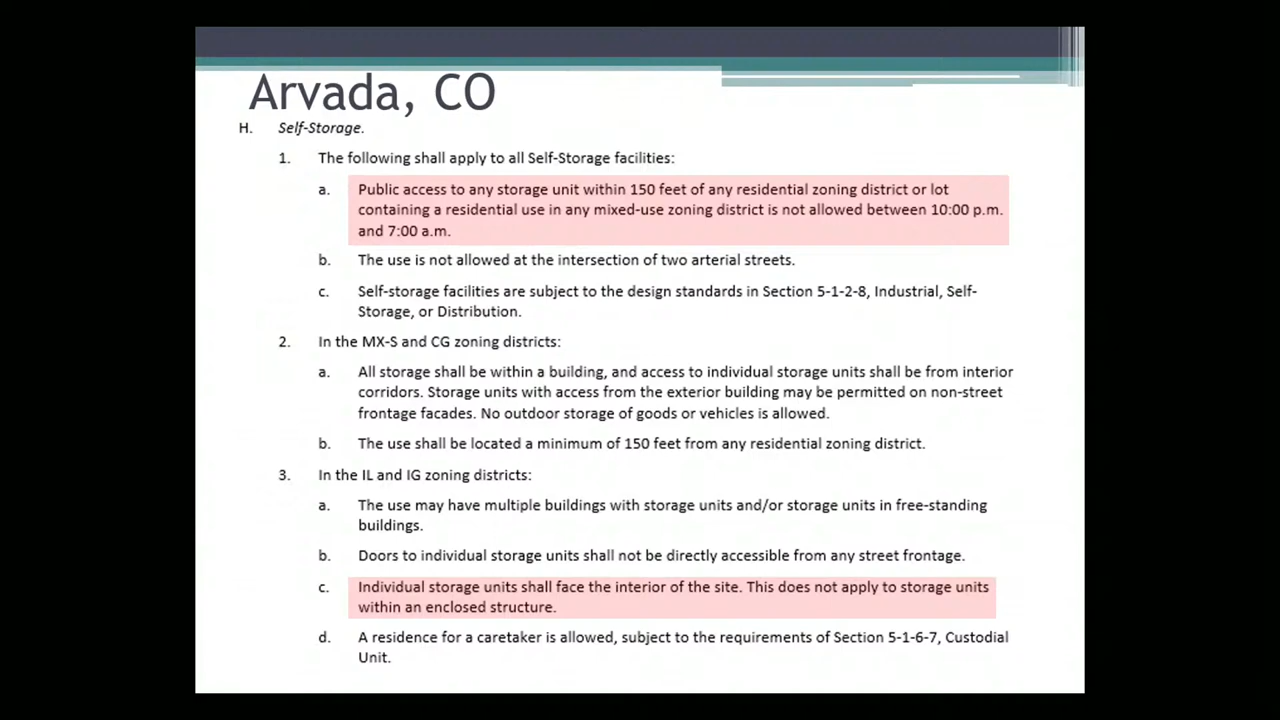 Arvada, CO
H. Self-Storage.
1. The following shall apply to all Self-Storage facilities:
a. Public access to any storage unit within 150 feet of any residential zoning district or lot
containing a residential use in any mixed-use zoning district is not allowed between 10:00 p.m.
and 7:00 a.m.
b. The use is not allowed at the intersection of two arterial streets.
c. Self-storage facilities are subject to the design standards in Section 5-1-2-8, Industrial, Self-
Storage, or Distribution.
2. In the MX-S and CG zoning districts:
a. All storage shall be within a building, and access to individual storage units shall be from interior
corridors. Storage units with access from the exterior building may be permitted on non-street
frontage facades. No outdoor storage of goods or vehicles is allowed.
b. The use shall be located a minimum of 150 feet from any residential zoning district.
3. In the IL and IG zoning districts:
a. The use may have multiple buildings with storage units and/or storage units in free-standing
buildings.
b. Doors to individual storage units shall not be directly accessible from any street frontage.
c. Individual storage units shall face the interior of the site. This does not apply to storage units
within an enclosed structure.
d. A residence for a caretaker is allowed, subject to the requirements of Section 5-1-6-7, Custodial
Unit.